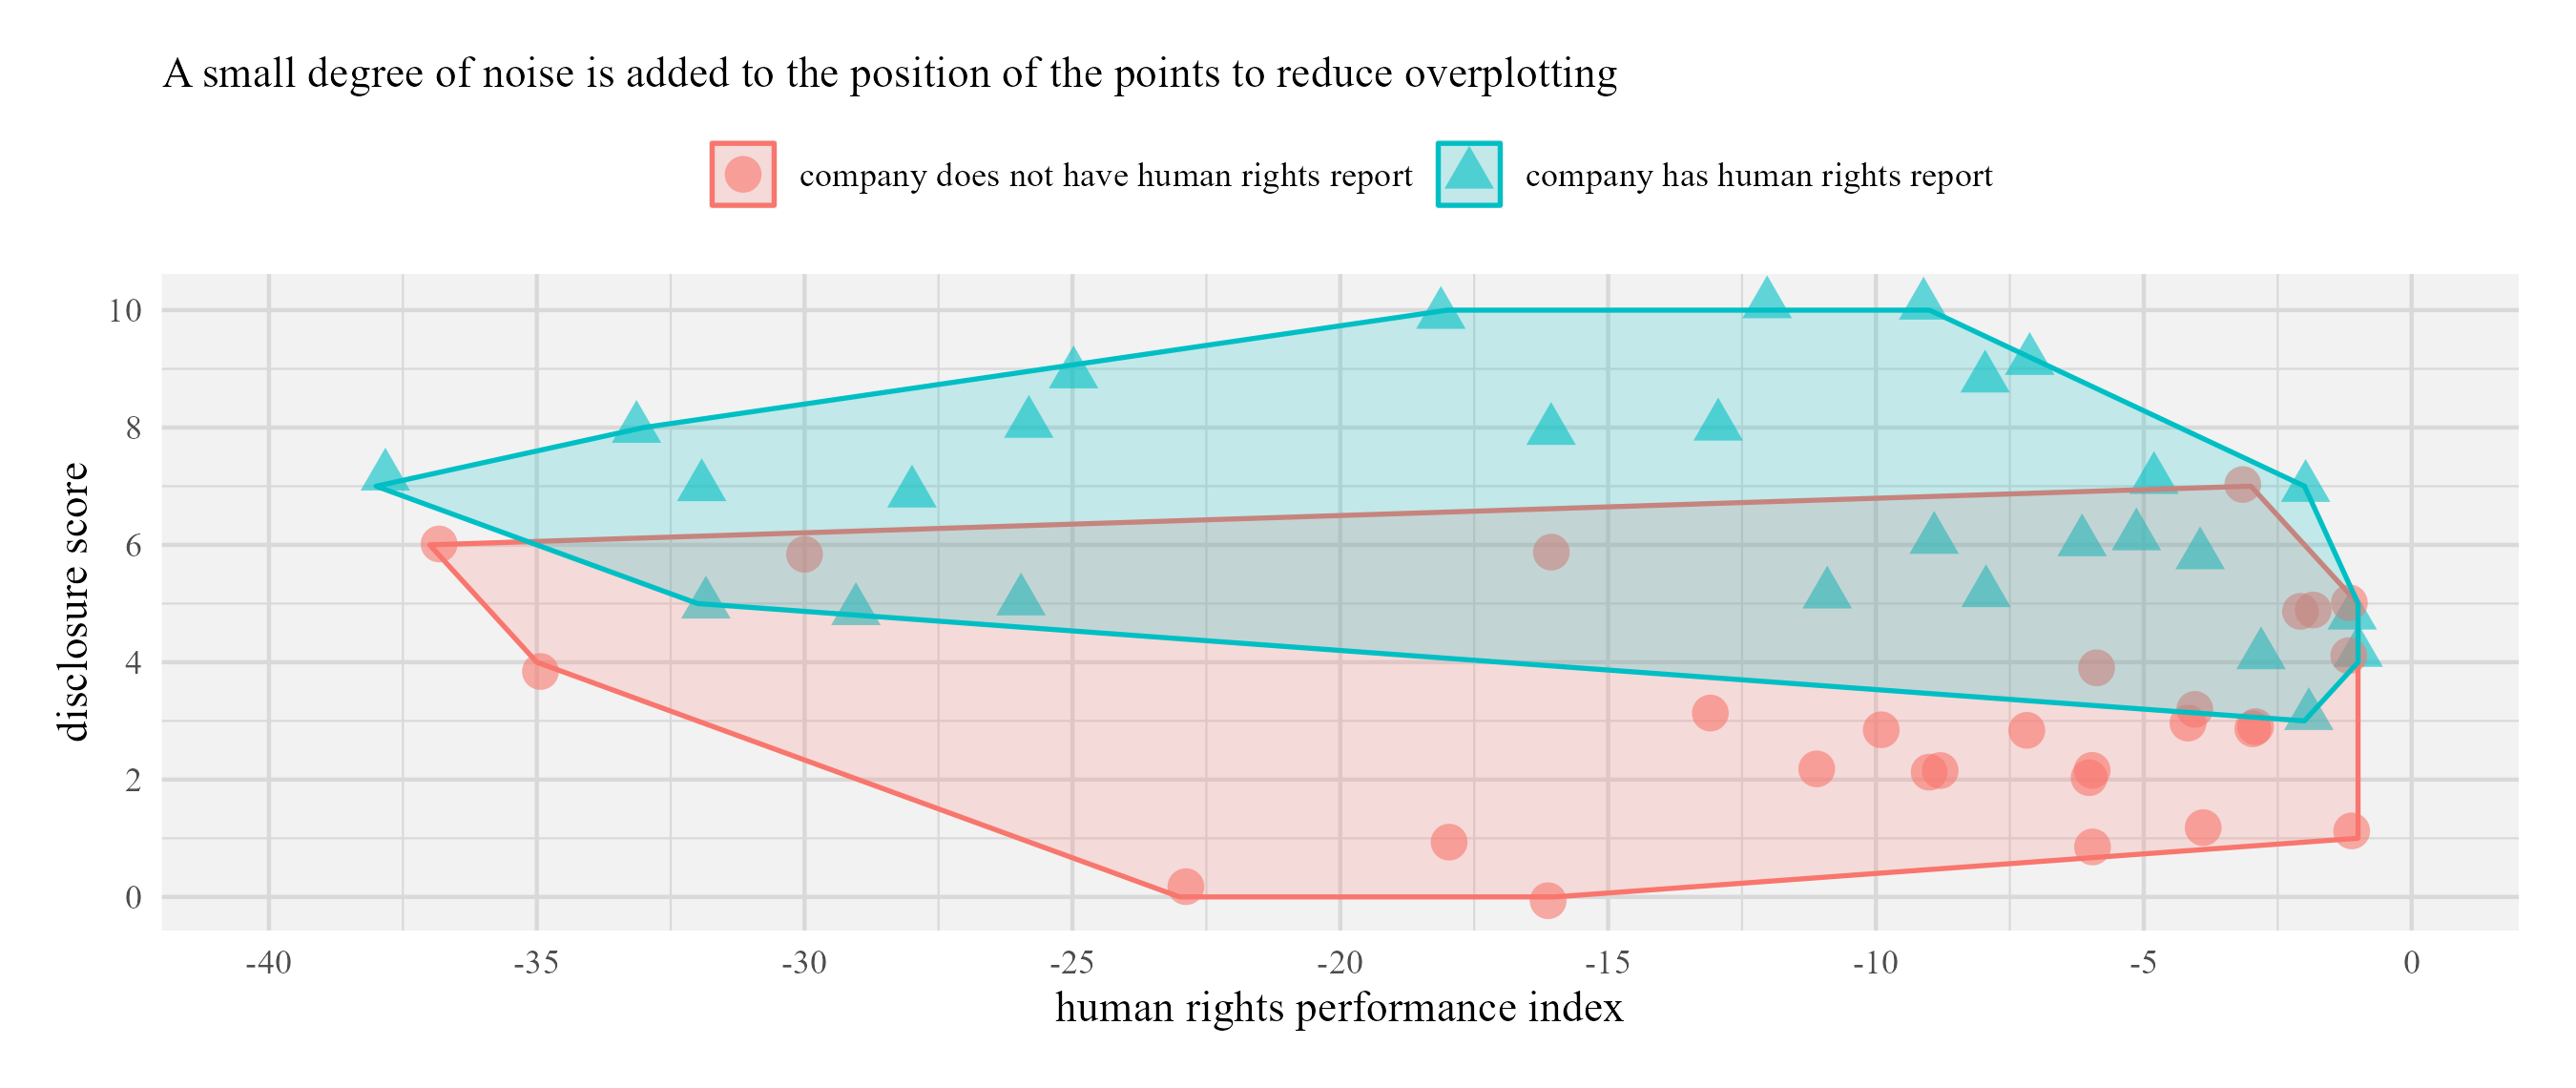 A small degree of noise is added to the position of the points to reduce overplotting
company does not have human rights report company has human rights report
10
8
6
4
2
0
disclosure score
-40 -35 -30 -25 -20 -15 -10 -5 0
human rights performance index